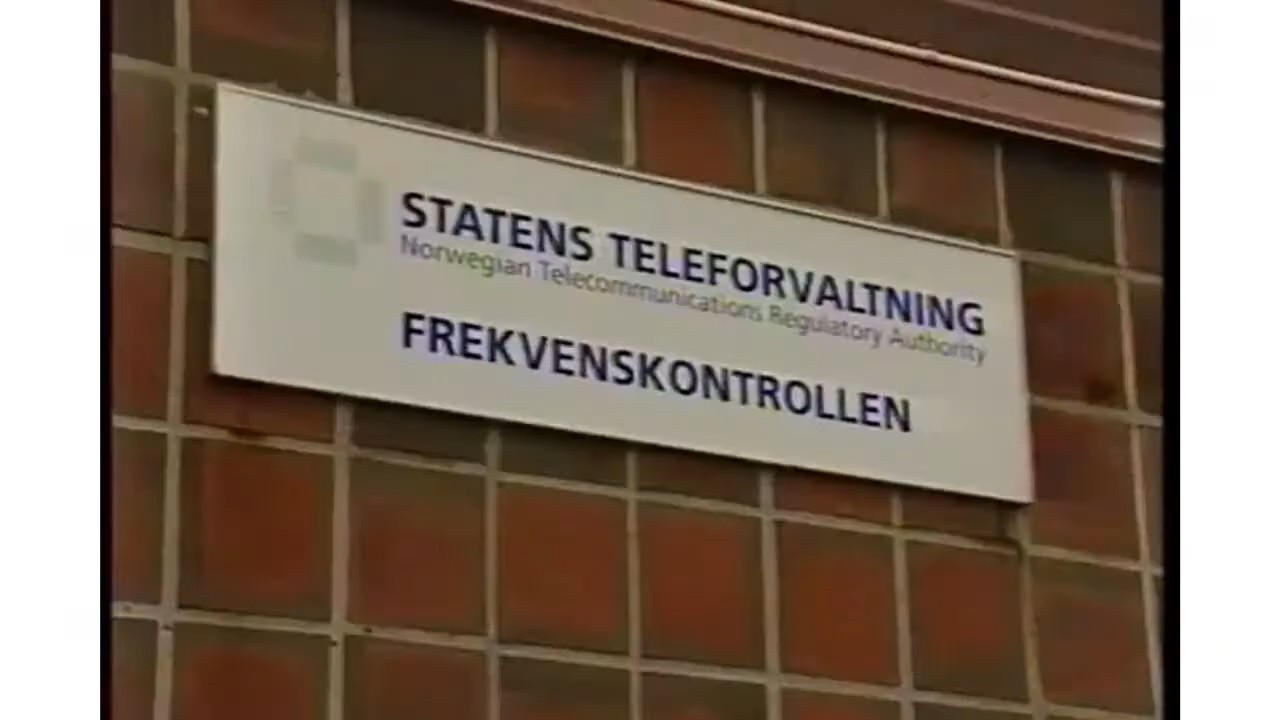 STATENS TELEFORVALTNING
Norwegian Telecommunications Regulatory Authority
FREKVENSKONTROLLEN